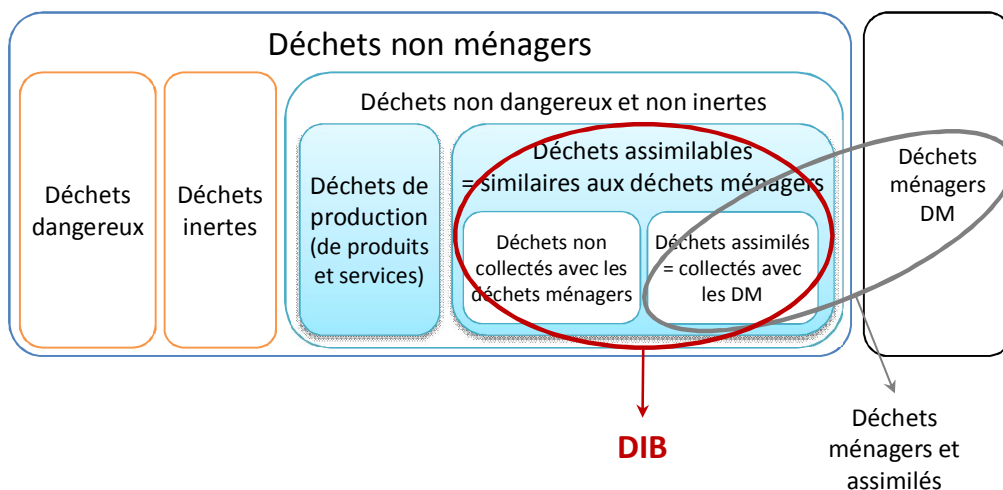 Déchets non ménagers
Déchets non dangereux et non inertes
Déchets
dangereux
Déchets
inertes
Déchets de
production
(de produits
et services)
Déchets assimilables
= similaires aux déchets ménagers
Déchets non
collectés avec les
déchets ménagers
Déchets assimilés
= collectés avec
les DM
Déchets
ménagers
DM
DIB
Déchets
ménagers et
assimilés